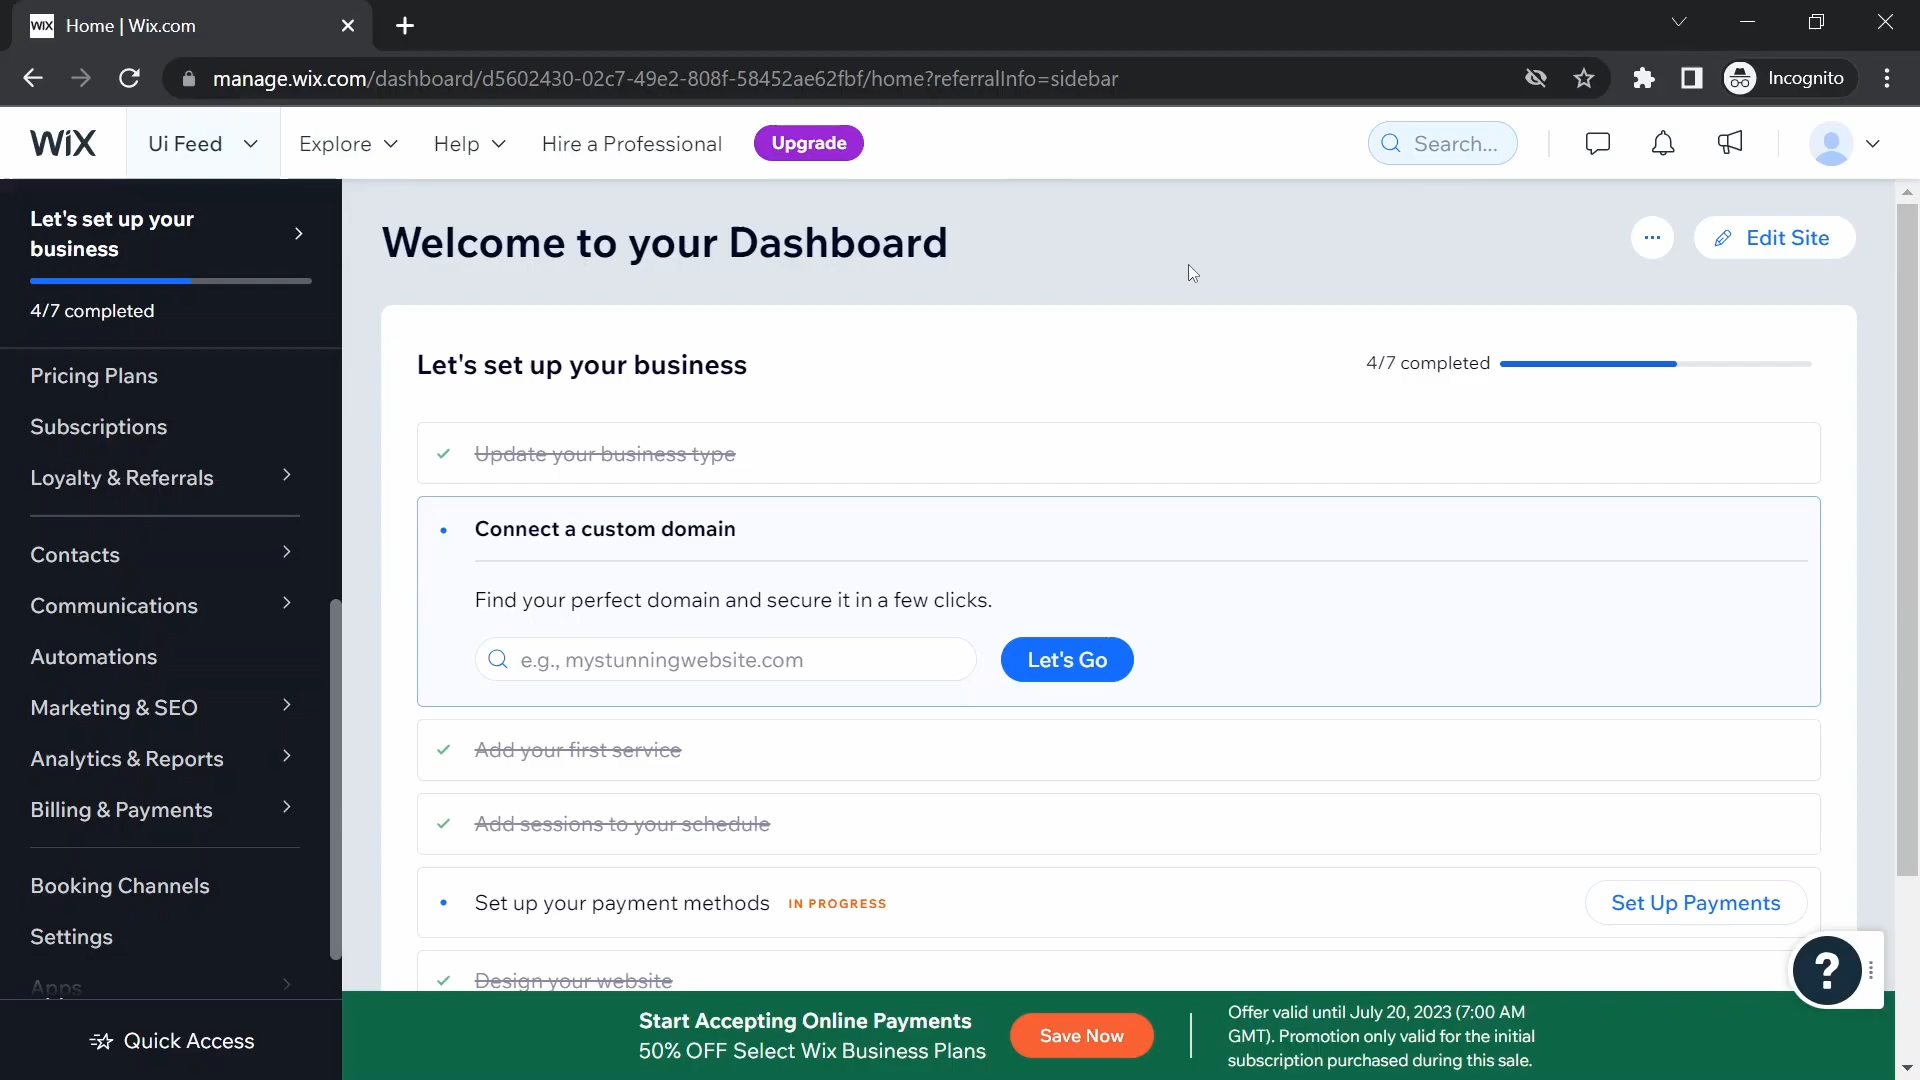 WiX
Home | Wix.com
manage.wix.com/dashboard/d5602430-02c7-49e2-808f-58452ae62fbf/home?referralInfo=sidebar
Incognito
WiX
Ui Feed
Explore
Help
Hire a Professional
Upgrade
Search...
Let's set up your
business
4/7 completed
Pricing Plans
Subscriptions
Loyalty & Referrals
Contacts
Communications
Automations
Marketing & SEO
Analytics & Reports
Billing & Payments
Booking Channels
Settings
Apps
Quick Access
Welcome to your Dashboard
Edit Site
Let's set up your business
4/7 completed
Update your business type
Connect a custom domain
Find your perfect domain and secure it in a few clicks.
e.g., mystunningwebsite.com
Let's Go
Add your first service
Add sessions to your schedule
Set up your payment methods IN PROGRESS
Set Up Payments
Design your website
?
Start Accepting Online Payments
50% OFF Select Wix Business Plans
Save Now
Offer valid until July 20, 2023 (7:00 AM
GMT). Promotion only valid for the initial
subscription purchased during this sale.